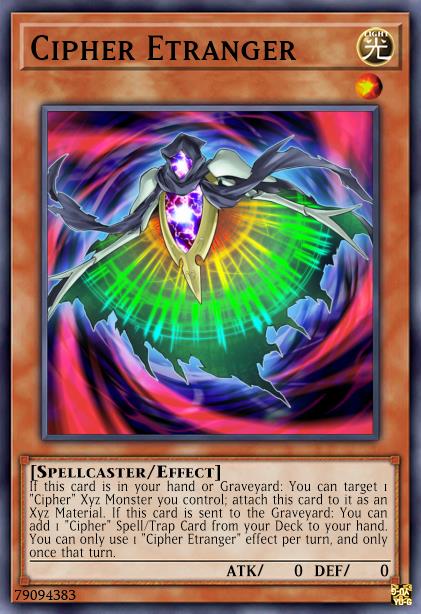 Cipher Etranger
LIGHT
光
[Spellcaster/Effect]
If this card is in your hand or Graveyard: You can target 1
"Cipher" Xyz Monster you control; attach this card to it as an
Xyz Material. If this card is sent to the Graveyard: You can
add 1 "Cipher" Spell/Trap Card from your Deck to your hand.
You can only use 1 "Cipher Etranger" effect per turn, and only
once that turn.
ATK/ 0 DEF/ 0
79094383